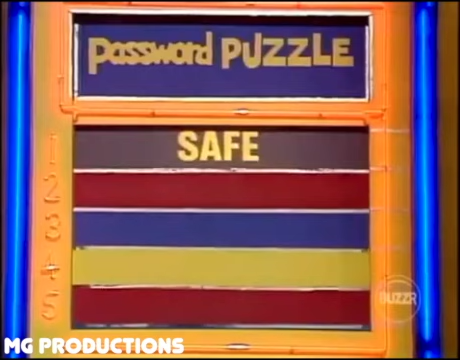 password PUZZLE
1 SAFE
2
3
4
5
BUZZR
MG PRODUCTIONS